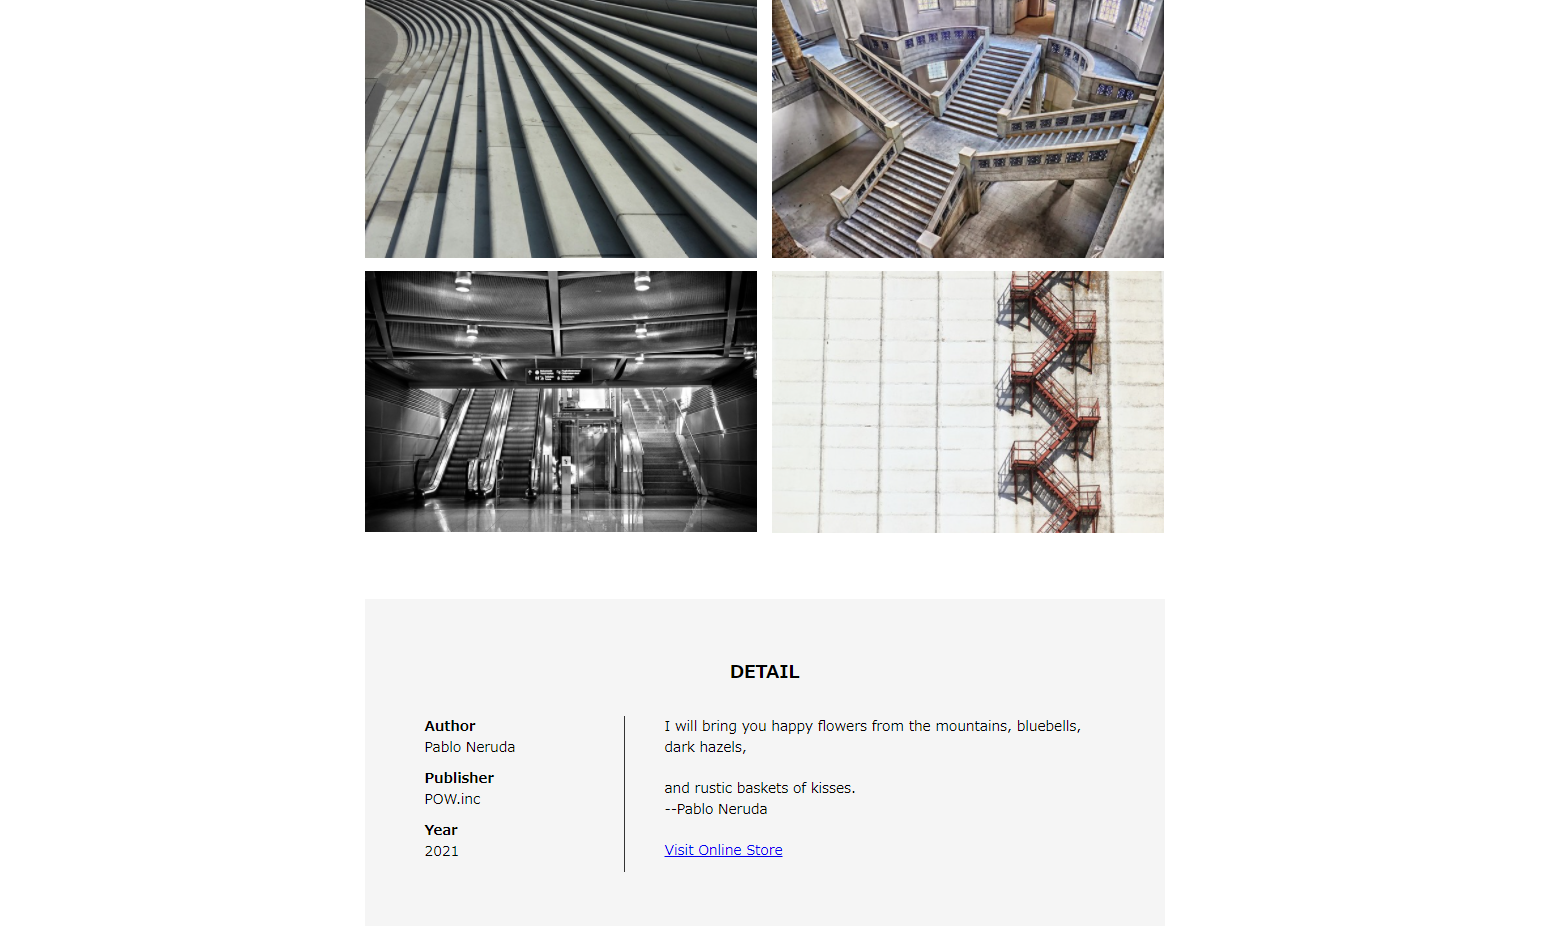 DETAIL
Author
Pablo Neruda
Publisher
POW.inc
Year
2021
I will bring you happy flowers from the mountains, bluebells,
dark hazels,
and rustic baskets of kisses.
--Pablo Neruda
Visit Online Store